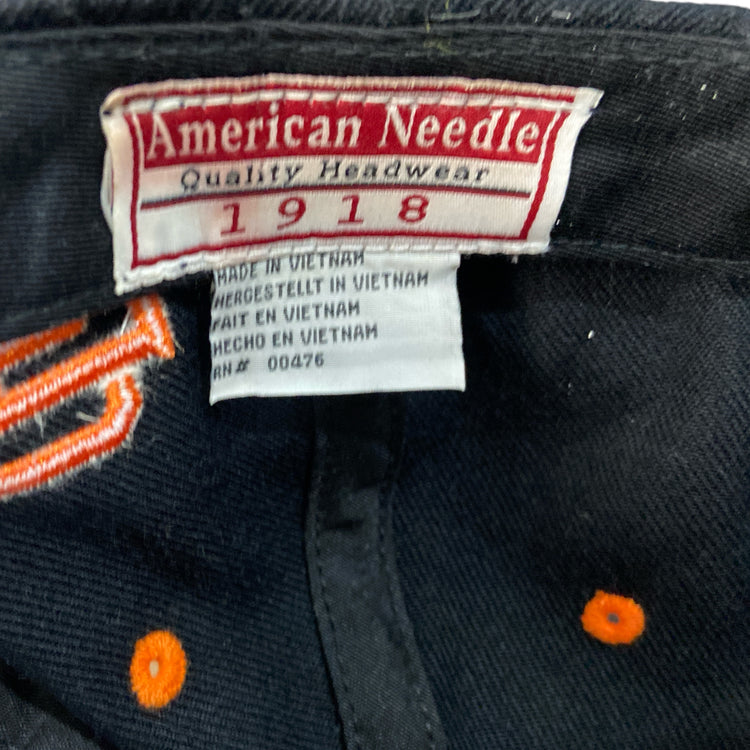 American Needle
Quality Headwear
1918
MADE IN VIETNAM
HERGESTELLT IN VIETNAM
FAIT EN VIETNAM
HECHO EN VIETNAM
RN# 00476